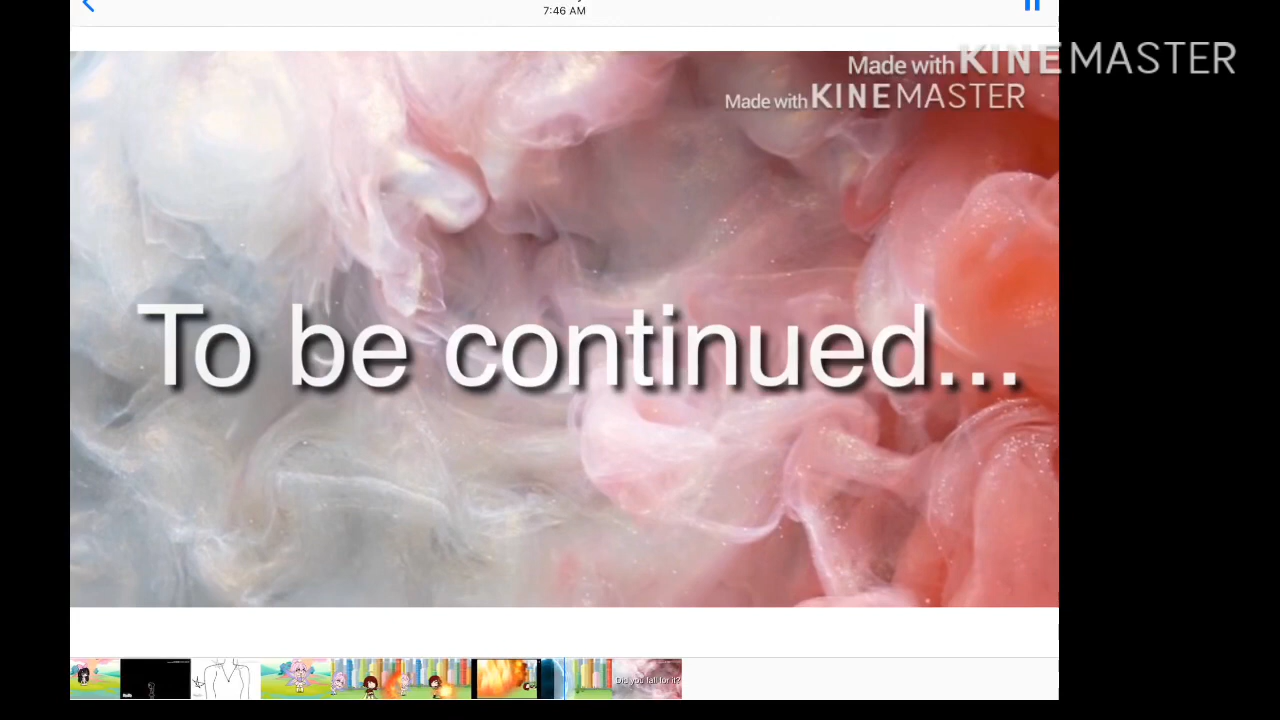 7:46 AM
Made with KINEMASTER
Made with KINEMASTER
To be continued...
Did you fall for it?